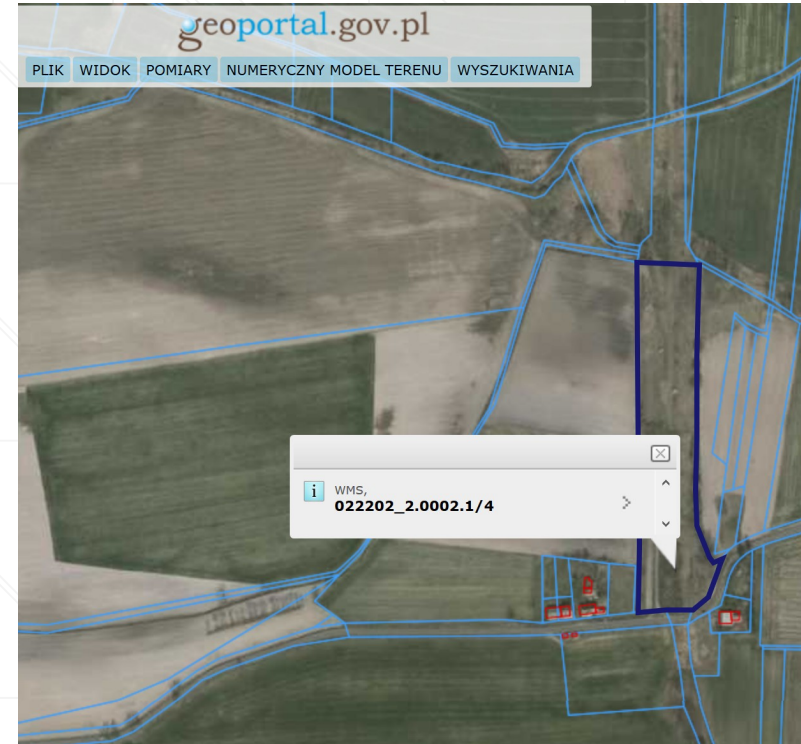 geoportal.gov.pl
PLIK WIDOK POMIARY NUMERYCZNY MODEL TERENU WYSZUKIWANIA
i WMS,
022202_2.0002.1/4